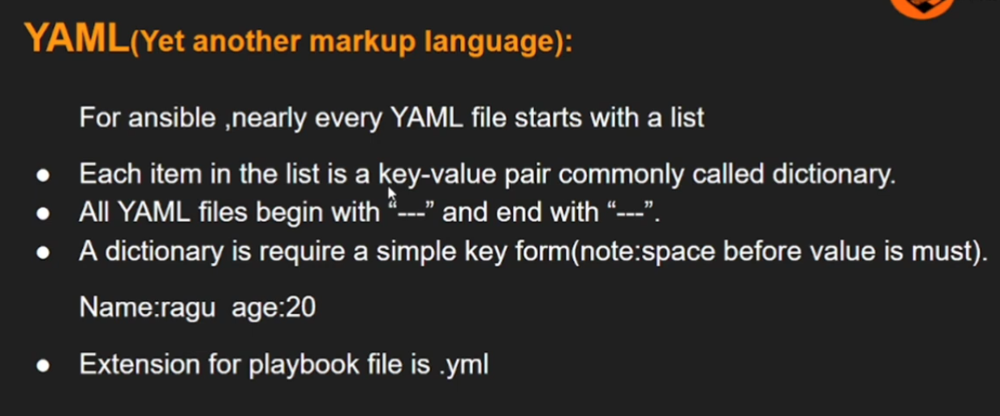 YAML(Yet another markup language):
For ansible ,nearly every YAML file starts with a list
● Each item in the list is a key-value pair commonly called dictionary.
● All YAML files begin with “---” and end with “---”.
● A dictionary is require a simple key form(note:space before value is must).
Name:ragu  age:20
● Extension for playbook file is .yml